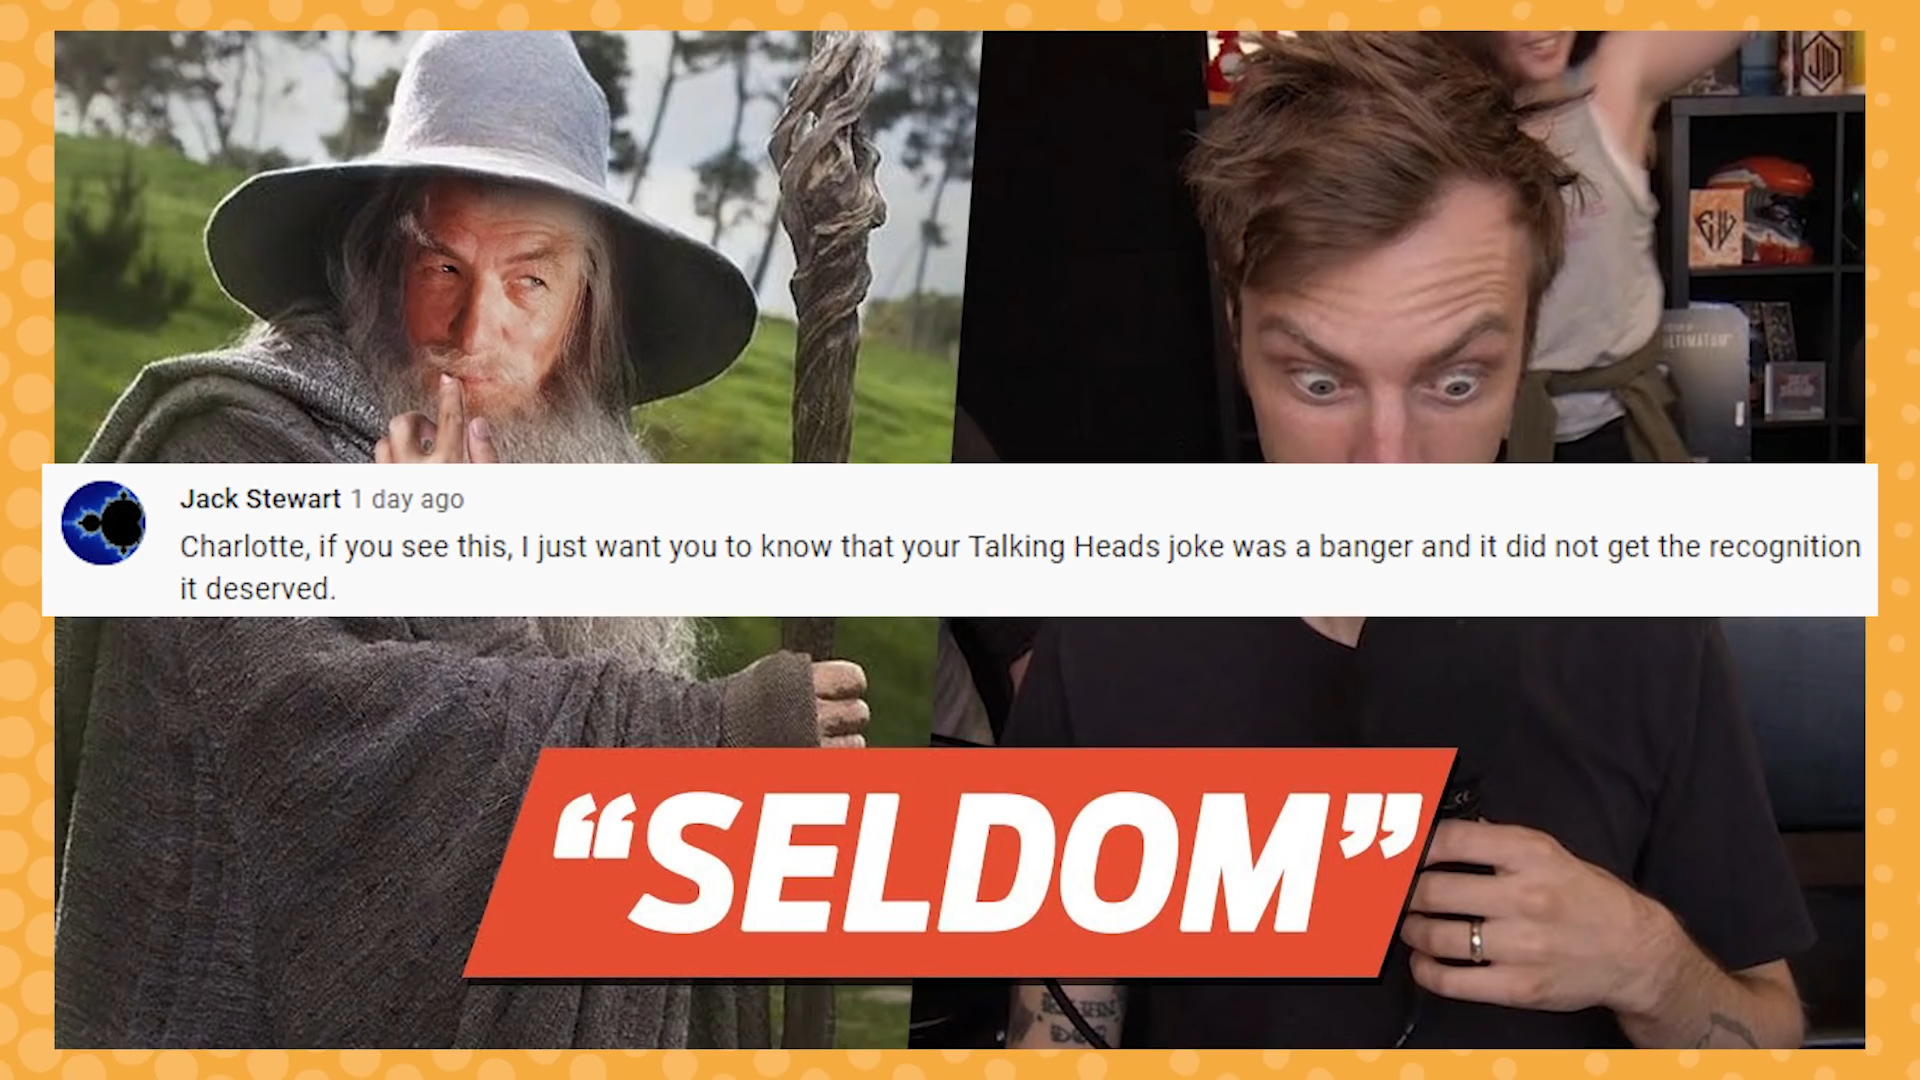 ULTIMATUM
Jack Stewart 1 day ago
Charlotte, if you see this, I just want you to know that your Talking Heads joke was a banger and it did not get the recognition
it deserved.
“SELDOM”